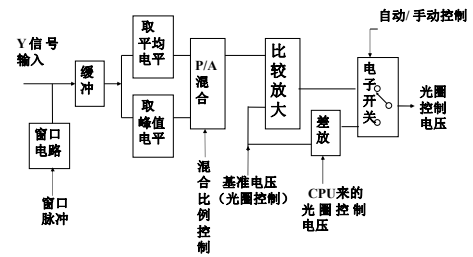 自动/手动控制
Y 信号
输入
缓冲
取
平均
电平
取
峰值
电平
P/A
混合
比较放大
差放
电子开关
光圈
控制
电压
窗口
电路
窗口
脉冲
混合比例控制
基准电压
(光圈控制)
CPU来的
光圈控制
电压